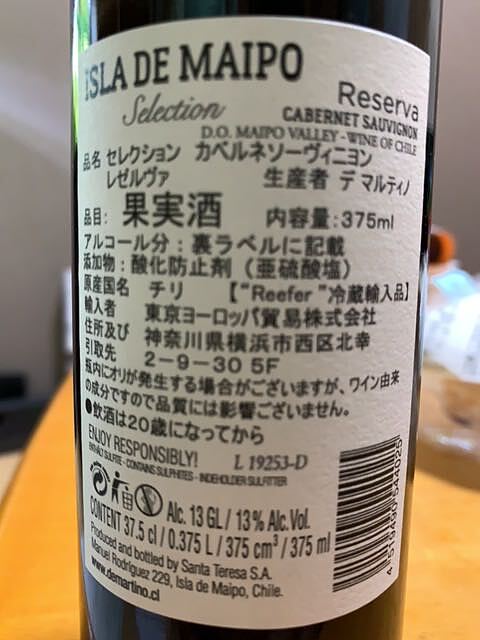 ISLA DE MAIPO
Selection
Reserva
CABERNET SAUVIGNON
D.O. MAIPO VALLEY - WINE OF CHILE
品名 セレクション カベルネソーヴィニヨン
レゼルヴァ 生産者 デ マルティノ
品目: 果実酒 内容量:375ml
アルコール分:裏ラベルに記載
添加物:酸化防止剤(亜硫酸塩)
原産国名 チリ 【"Reefer"冷蔵輸入品】
輸入者 東京ヨーロッパ貿易株式会社
住所及び 神奈川県横浜市西区北幸
引取先 2-9-30 5F
瓶内にオリが発生する場合がございますが、ワイン由来
の成分ですので品質には影響ございません。
●飲酒は20歳になってから
ENJOY RESPONSIBLY!
L 19253-D
ENTHÄLT SULFITE - CONTAINS SULPHITES - INDEHOLDER SULFITTER
Alc. 13 GL / 13% Alc.Vol.
CONTENT 37.5 cl / 0.375 L / 375 cm³ / 375 ml
Produced and bottled by Santa Teresa S.A.
Manuel Rodríguez 229, Isla de Maipo, Chile.
www.demartino.cl
4 519490 544025